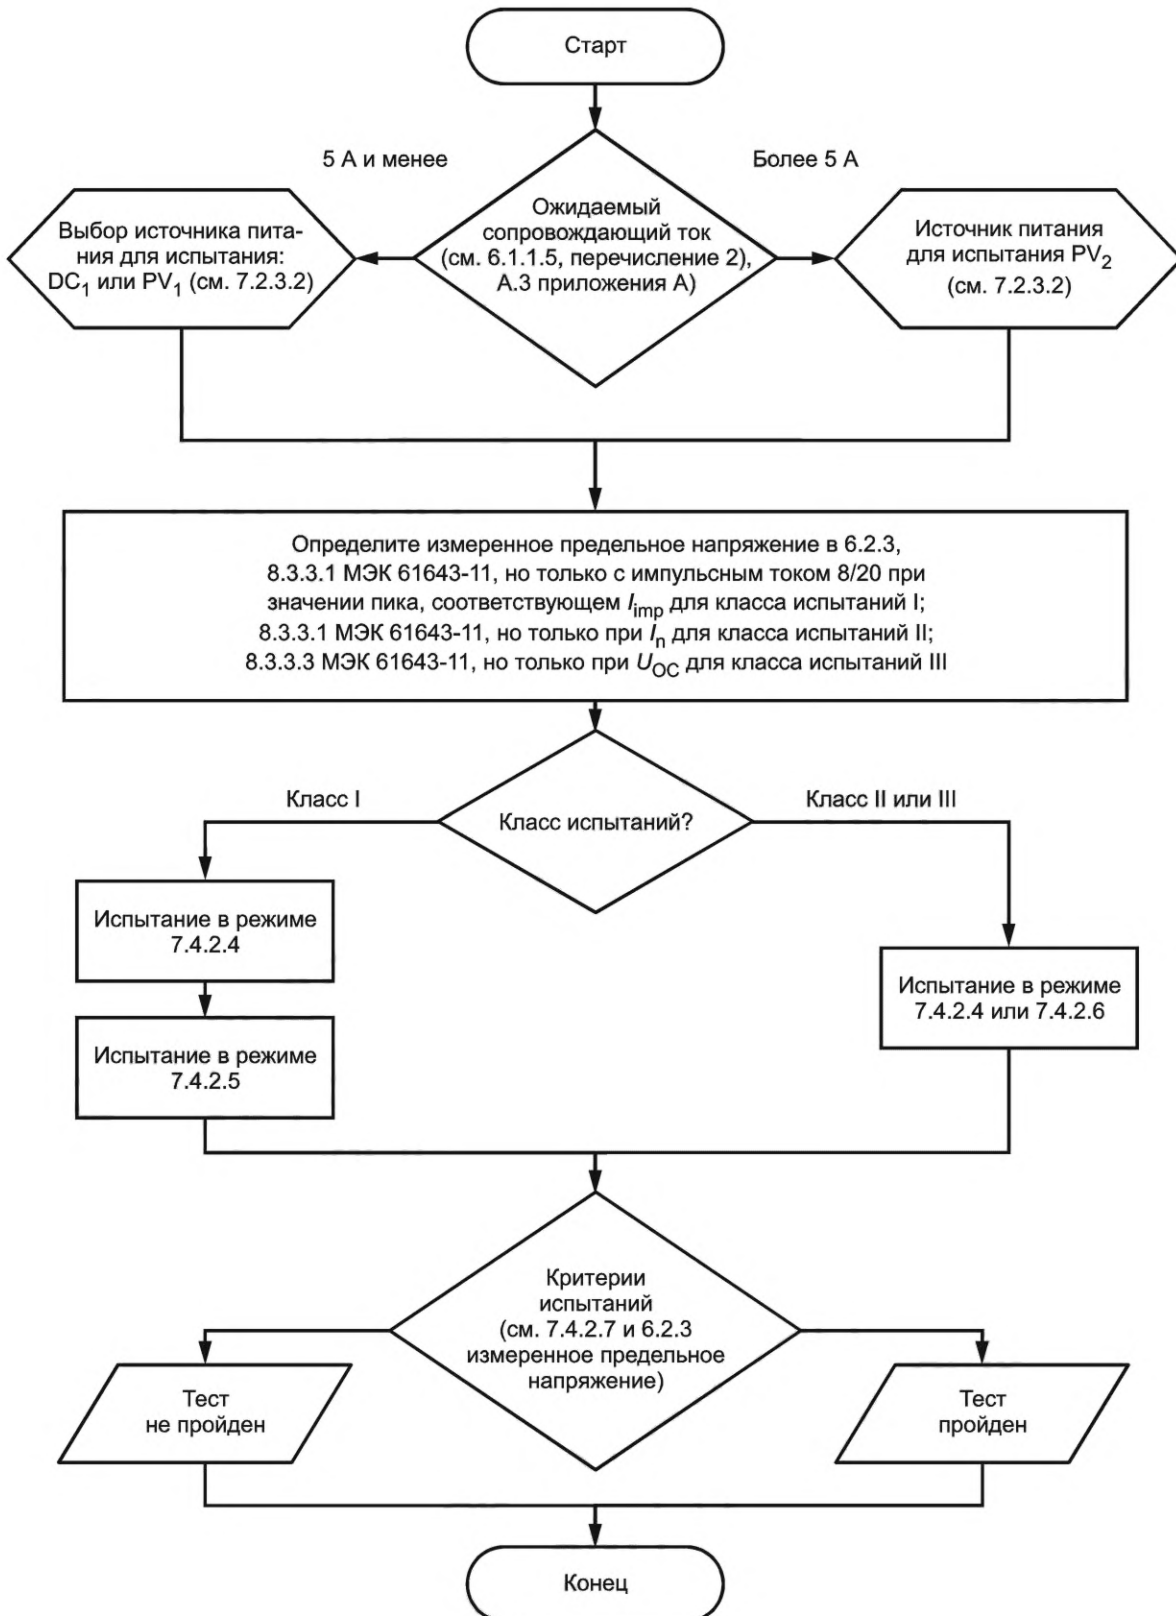 Старт
5 А и менее
Более 5 А
Ожидаемый
сопровождающий ток
(см. 6.1.1.5, перечисление 2),
А.3 приложения А)
Выбор источника пита-
ния для испытания:
DC1 или PV1 (см. 7.2.3.2)
Источник питания
для испытания PV2
(см. 7.2.3.2)
Определите измеренное предельное напряжение в 6.2.3,
8.3.3.1 МЭК 61643-11, но только с импульсным током 8/20 при
значении пика, соответствующем Iimp для класса испытаний I;
8.3.3.1 МЭК 61643-11, но только при In для класса испытаний II;
8.3.3.3 МЭК 61643-11, но только при UOC для класса испытаний III
Класс I
Класс II или III
Класс испытаний?
Испытание в режиме
7.4.2.4
Испытание в режиме
7.4.2.5
Испытание в режиме
7.4.2.4 или 7.4.2.6
Критерии
испытаний
(см. 7.4.2.7 и 6.2.3
измеренное предельное
напряжение)
Тест
не пройден
Тест
пройден
Конец